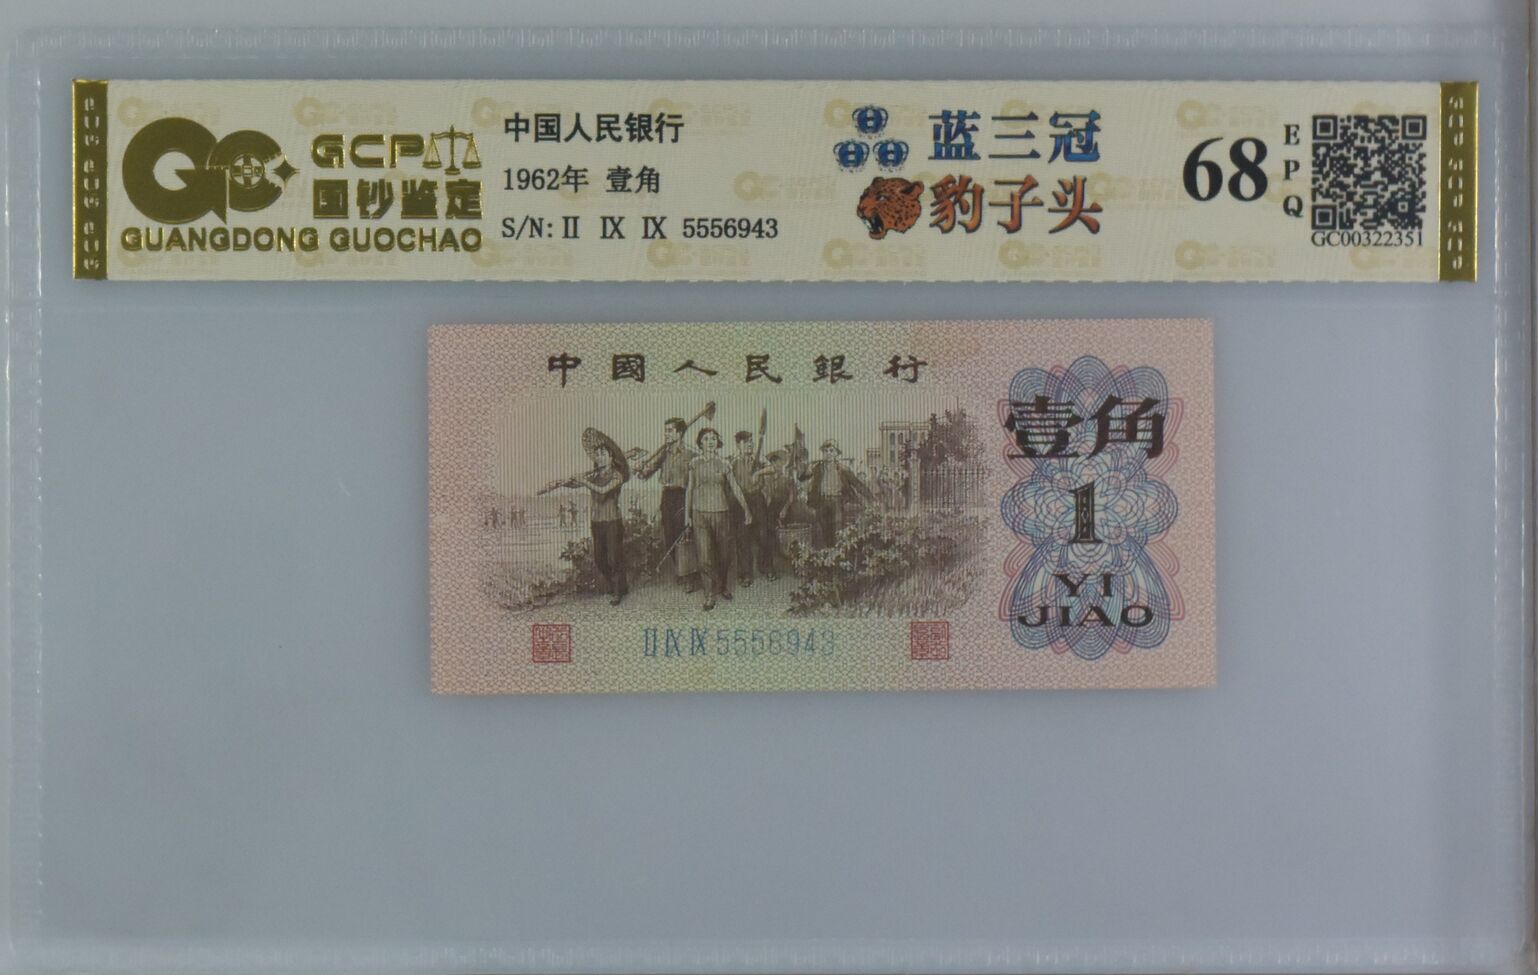 GCP
国钞鉴定
GUANGDONG GUOCHAO
中国人民银行
1962年 壹角
S/N: II IX IX 5556943
蓝三冠
豹子头
68
EPQ
GC00322351
中國人民銀行
壹角
1
YI
JIAO
II IX IX 5556943